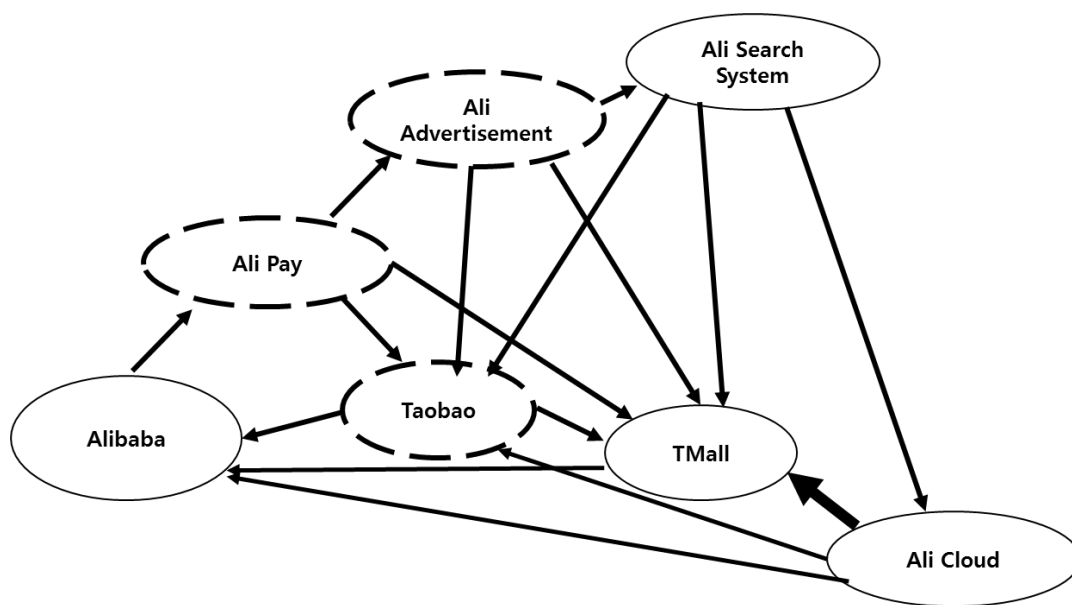 Ali Search
System
Ali
Advertisement
Ali Pay
Taobao
Alibaba
TMall
Ali Cloud